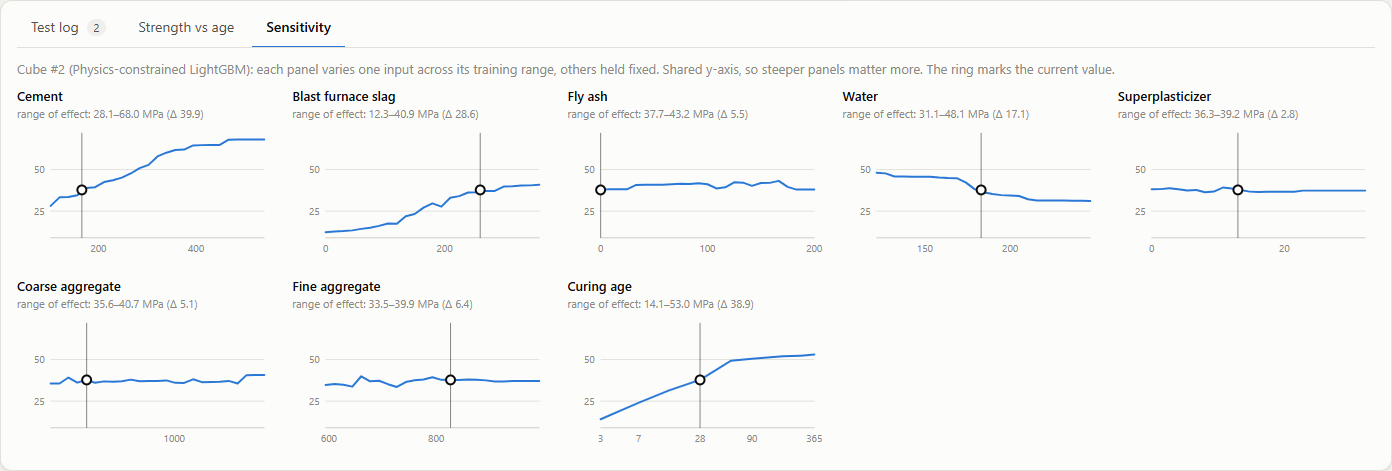 Test log 2 Strength vs age Sensitivity
Cube #2 (Physics-constrained LightGBM): each panel varies one input across its training range, others held fixed. Shared y-axis, so steeper panels matter more. The ring marks the current value.
Cement
range of effect: 28.1–68.0 MPa (Δ 39.9)
50
25
200 400
Blast furnace slag
range of effect: 12.3–40.9 MPa (Δ 28.6)
50
25
0 200
Fly ash
range of effect: 37.7–43.2 MPa (Δ 5.5)
50
25
0 100 200
Water
range of effect: 31.1–48.1 MPa (Δ 17.1)
50
25
150 200
Superplasticizer
range of effect: 36.3–39.2 MPa (Δ 2.8)
50
25
0 20
Coarse aggregate
range of effect: 35.6–40.7 MPa (Δ 5.1)
50
25
1000
Fine aggregate
range of effect: 33.5–39.9 MPa (Δ 6.4)
50
25
600 800
Curing age
range of effect: 14.1–53.0 MPa (Δ 38.9)
50
25
3 7 28 90 365